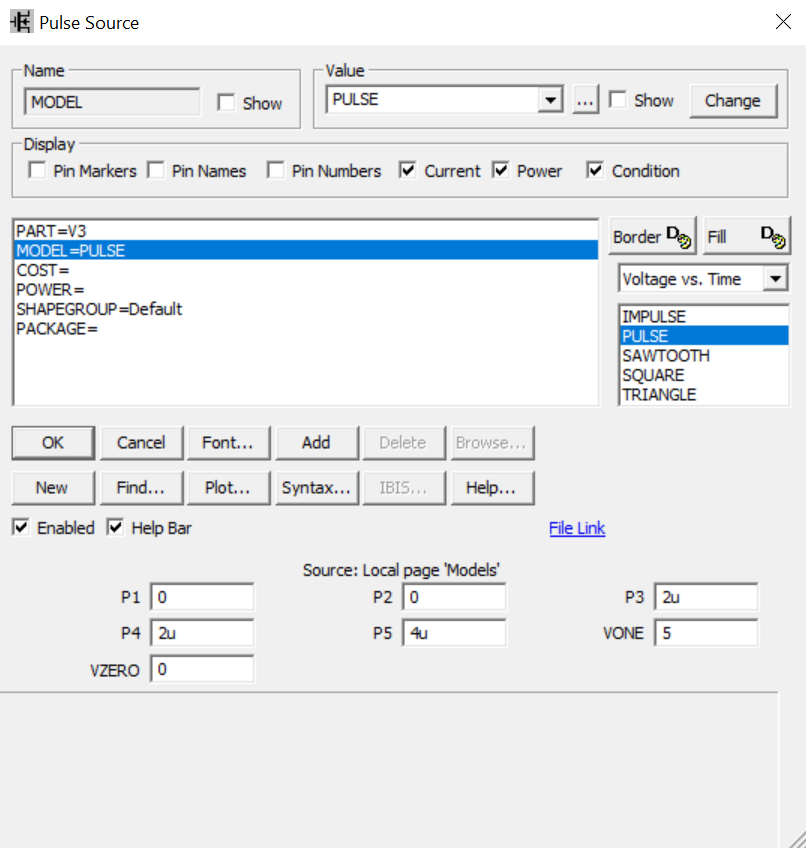 Pulse Source
Name
MODEL Show
Value
PULSE ... Show Change
Display
Pin Markers Pin Names Pin Numbers Current Power Condition
PART=V3
MODEL=PULSE
COST=
POWER=
SHAPEGROUP=Default
PACKAGE=
Border D Fill D
Voltage vs. Time
IMPULSE
PULSE
SAWTOOTH
SQUARE
TRIANGLE
OK Cancel Font... Add Delete Browse...
New Find... Plot... Syntax... IBIS... Help...
Enabled Help Bar File Link
Source: Local page 'Models'
P1 0 P2 0 P3 2u
P4 2u P5 4u VONE 5
VZERO 0